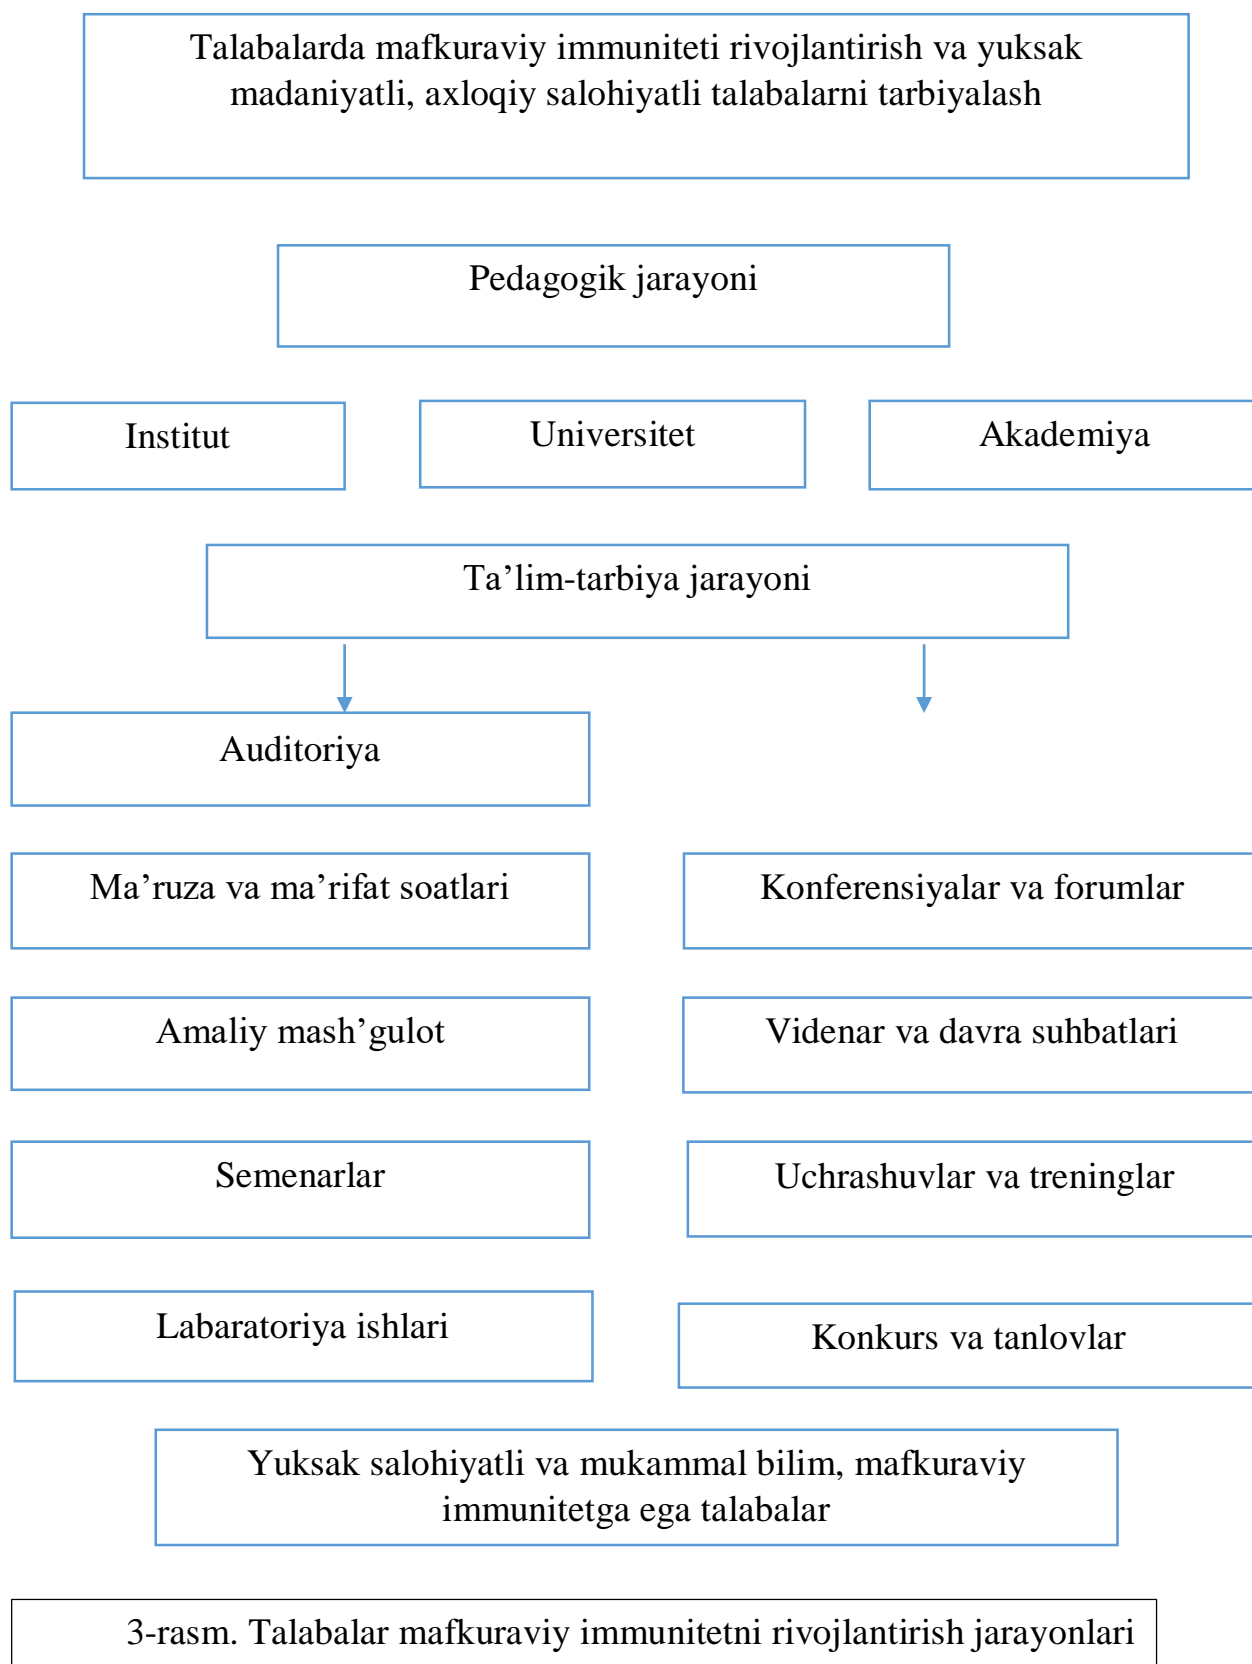 Talabalarda mafkuraviy immuniteti rivojlantirish va yuksak
madaniyatli, axloqiy salohiyatli talabalarni tarbiyalash
Pedagogik jarayoni
Institut
Universitet
Akademiya
Ta’lim-tarbiya jarayoni
Auditoriya
Ma’ruza va ma’rifat soatlari
Konferensiyalar va forumlar
Amaliy mash’gulot
Videnar va davra suhbatlari
Semenarlar
Uchrashuvlar va treninglar
Labaratoriya ishlari
Konkurs va tanlovlar
Yuksak salohiyatli va mukammal bilim, mafkuraviy
immunitetga ega talabalar
3-rasm. Talabalar mafkuraviy immunitetni rivojlantirish jarayonlari